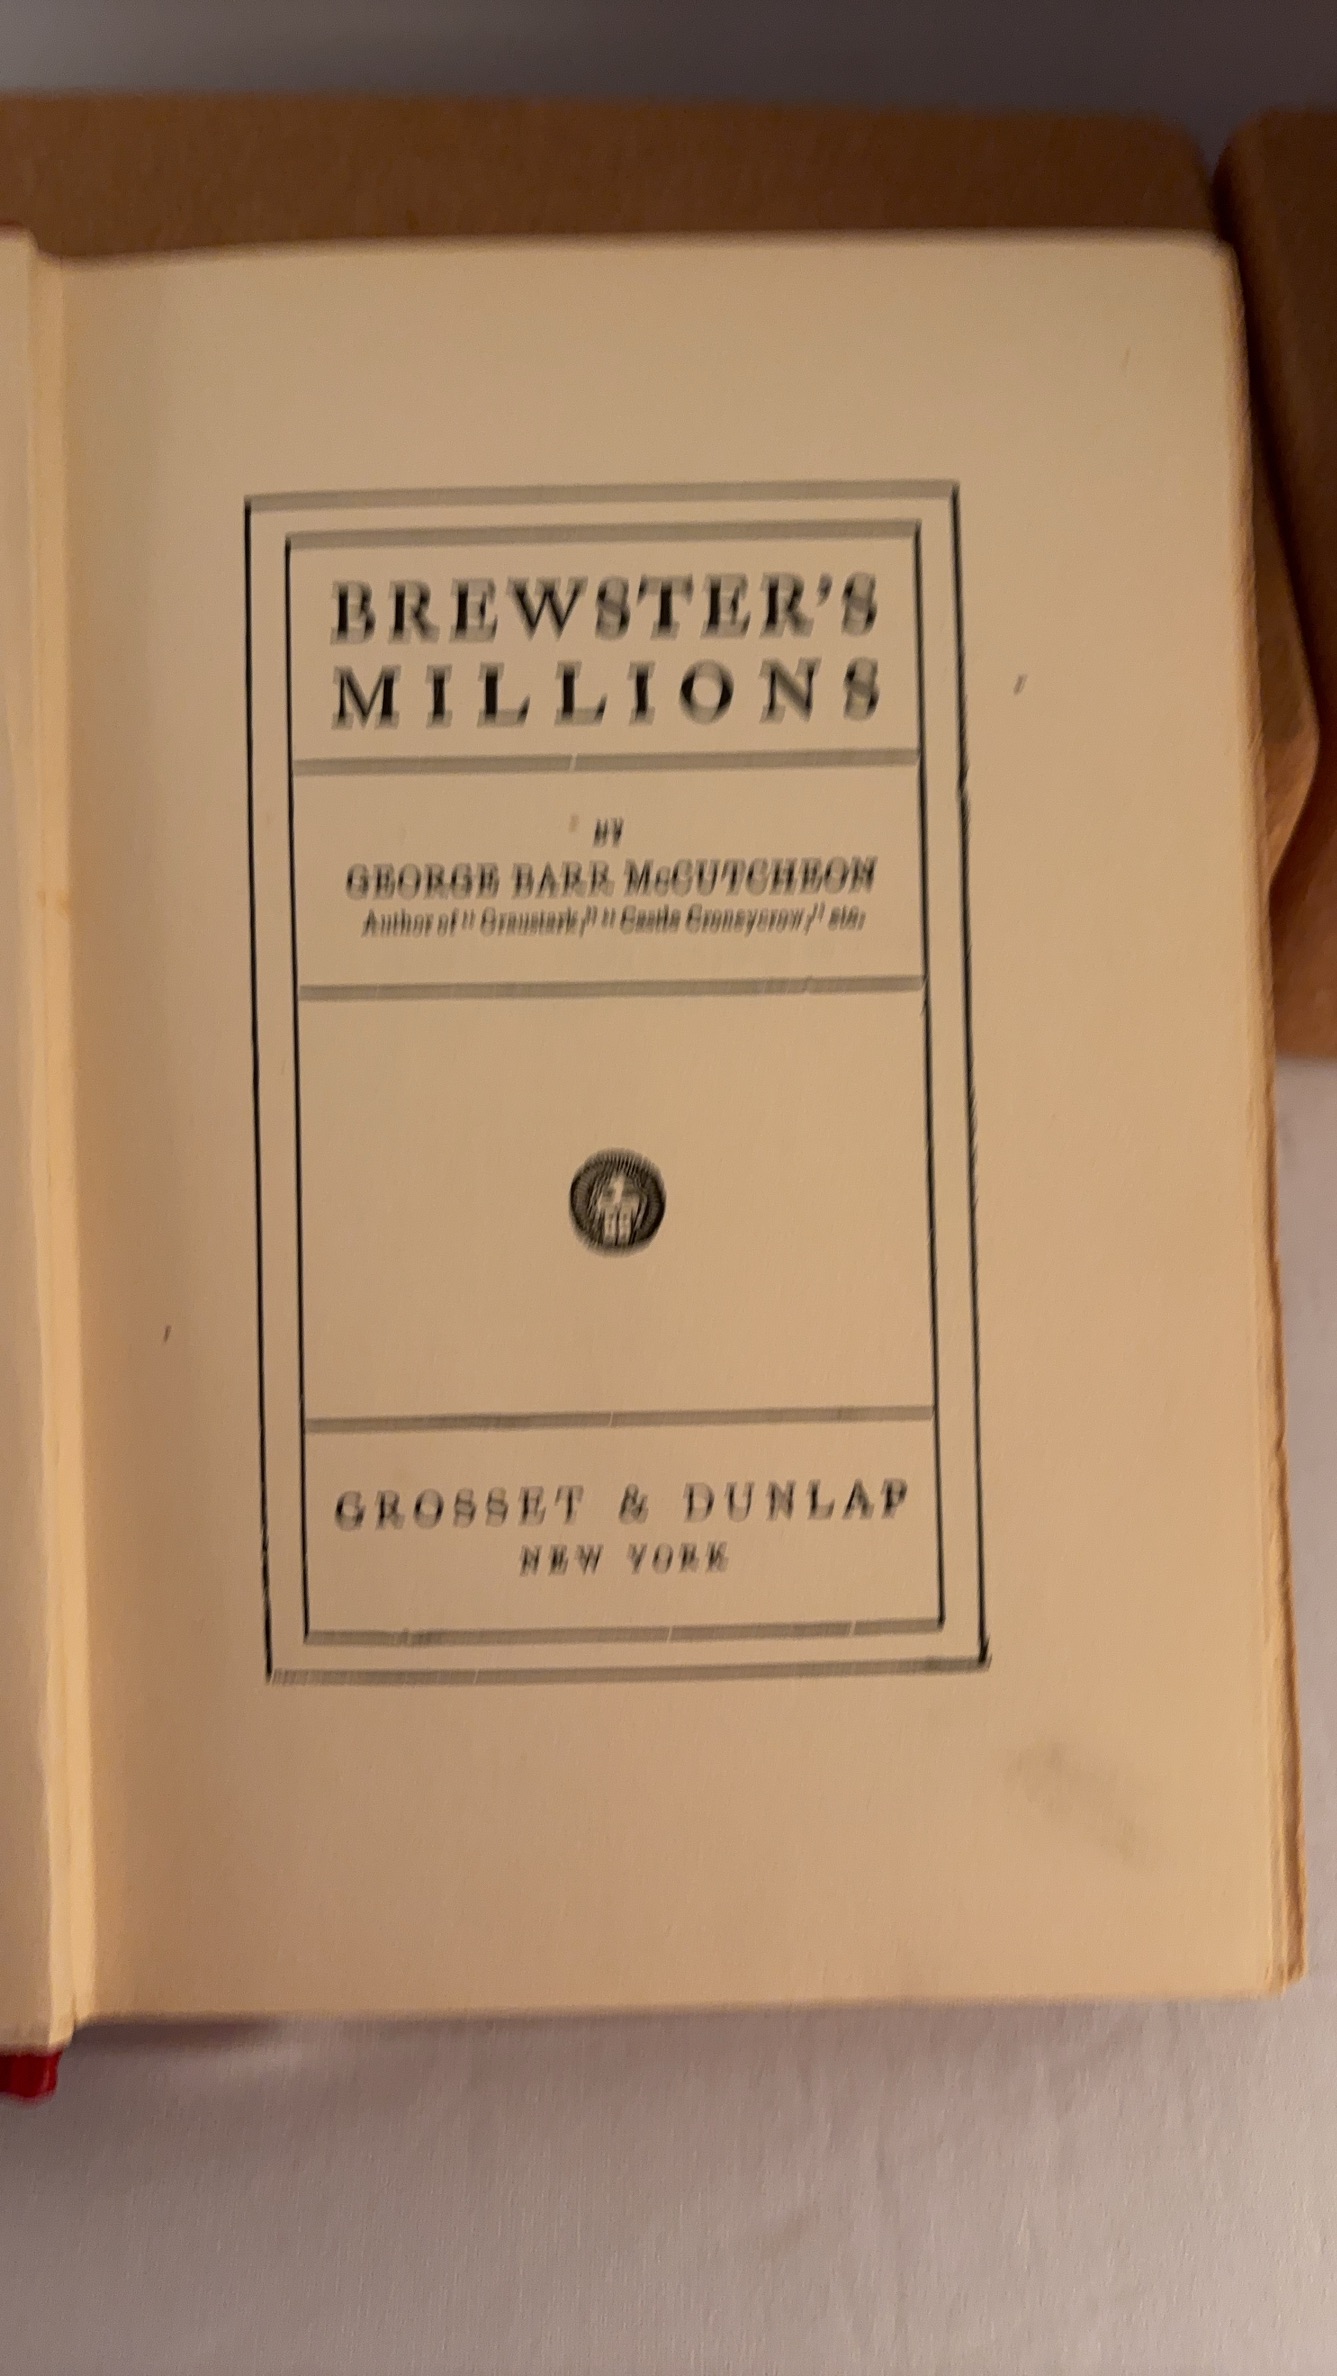 BREWSTER'S
MILLIONS
BY
GEORGE BARR McCUTCHEON
Author of "Graustark," "Castle Craneycrow," etc.
GROSSET & DUNLAP
NEW YORK